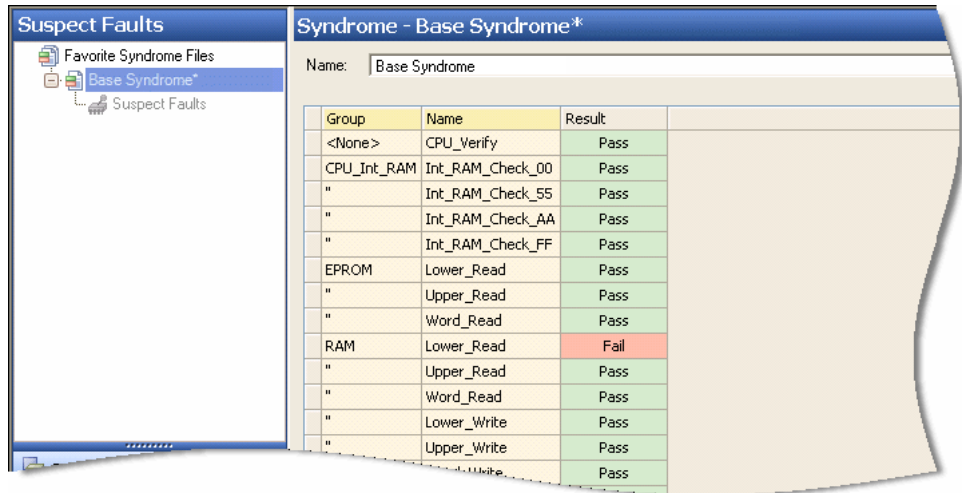 Suspect Faults
Favorite Syndrome Files
Base Syndrome*
Suspect Faults
Syndrome - Base Syndrome*
Name: Base Syndrome
Group Name Result
<None> CPU_Verify Pass
CPU_Int_RAM Int_RAM_Check_00 Pass
" Int_RAM_Check_55 Pass
" Int_RAM_Check_AA Pass
" Int_RAM_Check_FF Pass
EPROM Lower_Read Pass
" Upper_Read Pass
" Word_Read Pass
RAM Lower_Read Fail
" Upper_Read Pass
" Word_Read Pass
" Lower_Write Pass
" Upper_Write Pass
Pass